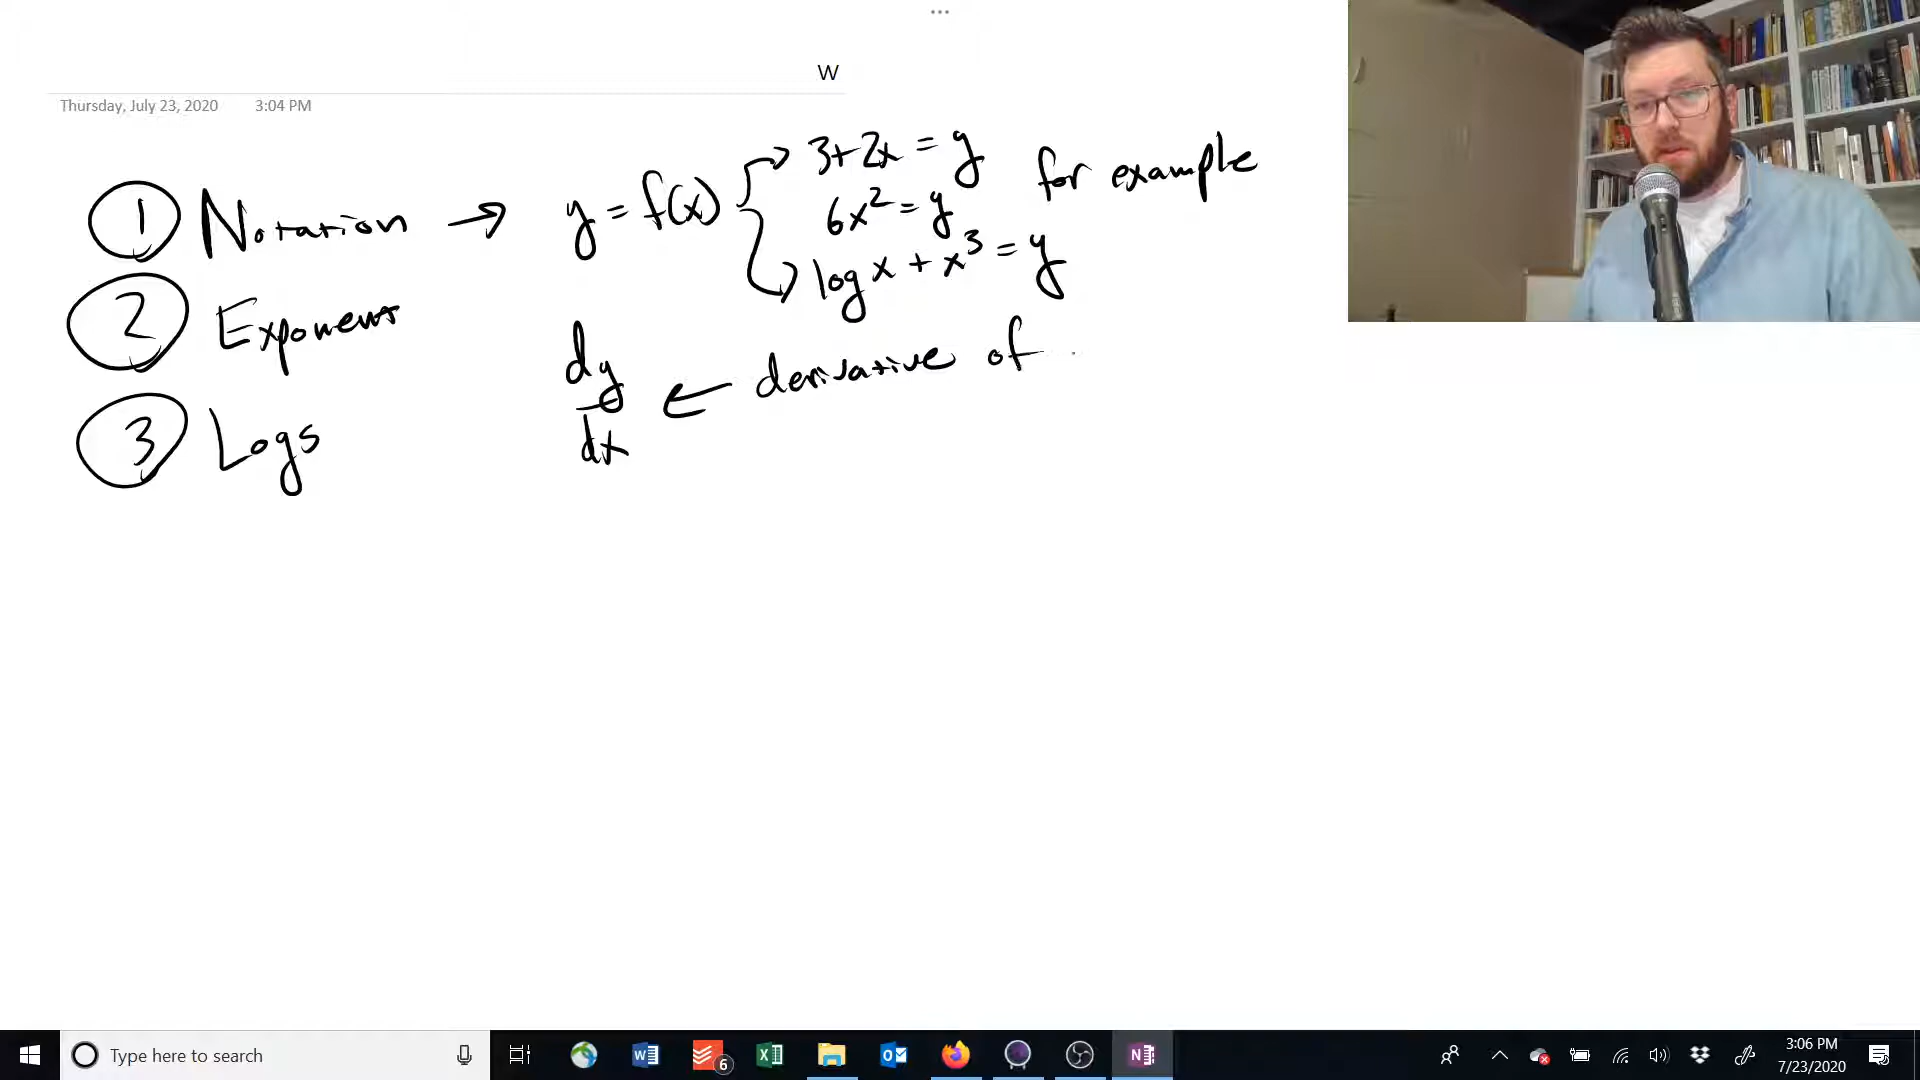 W
Thursday, July 23, 2020 3:04 PM
① Notation → y = f(x)
3+2x = y
6x² = y
log x + x³ = y
for example
② Exponents
③ Logs
dy/dx ← derivative of
Type here to search
6
3:06 PM
7/23/2020